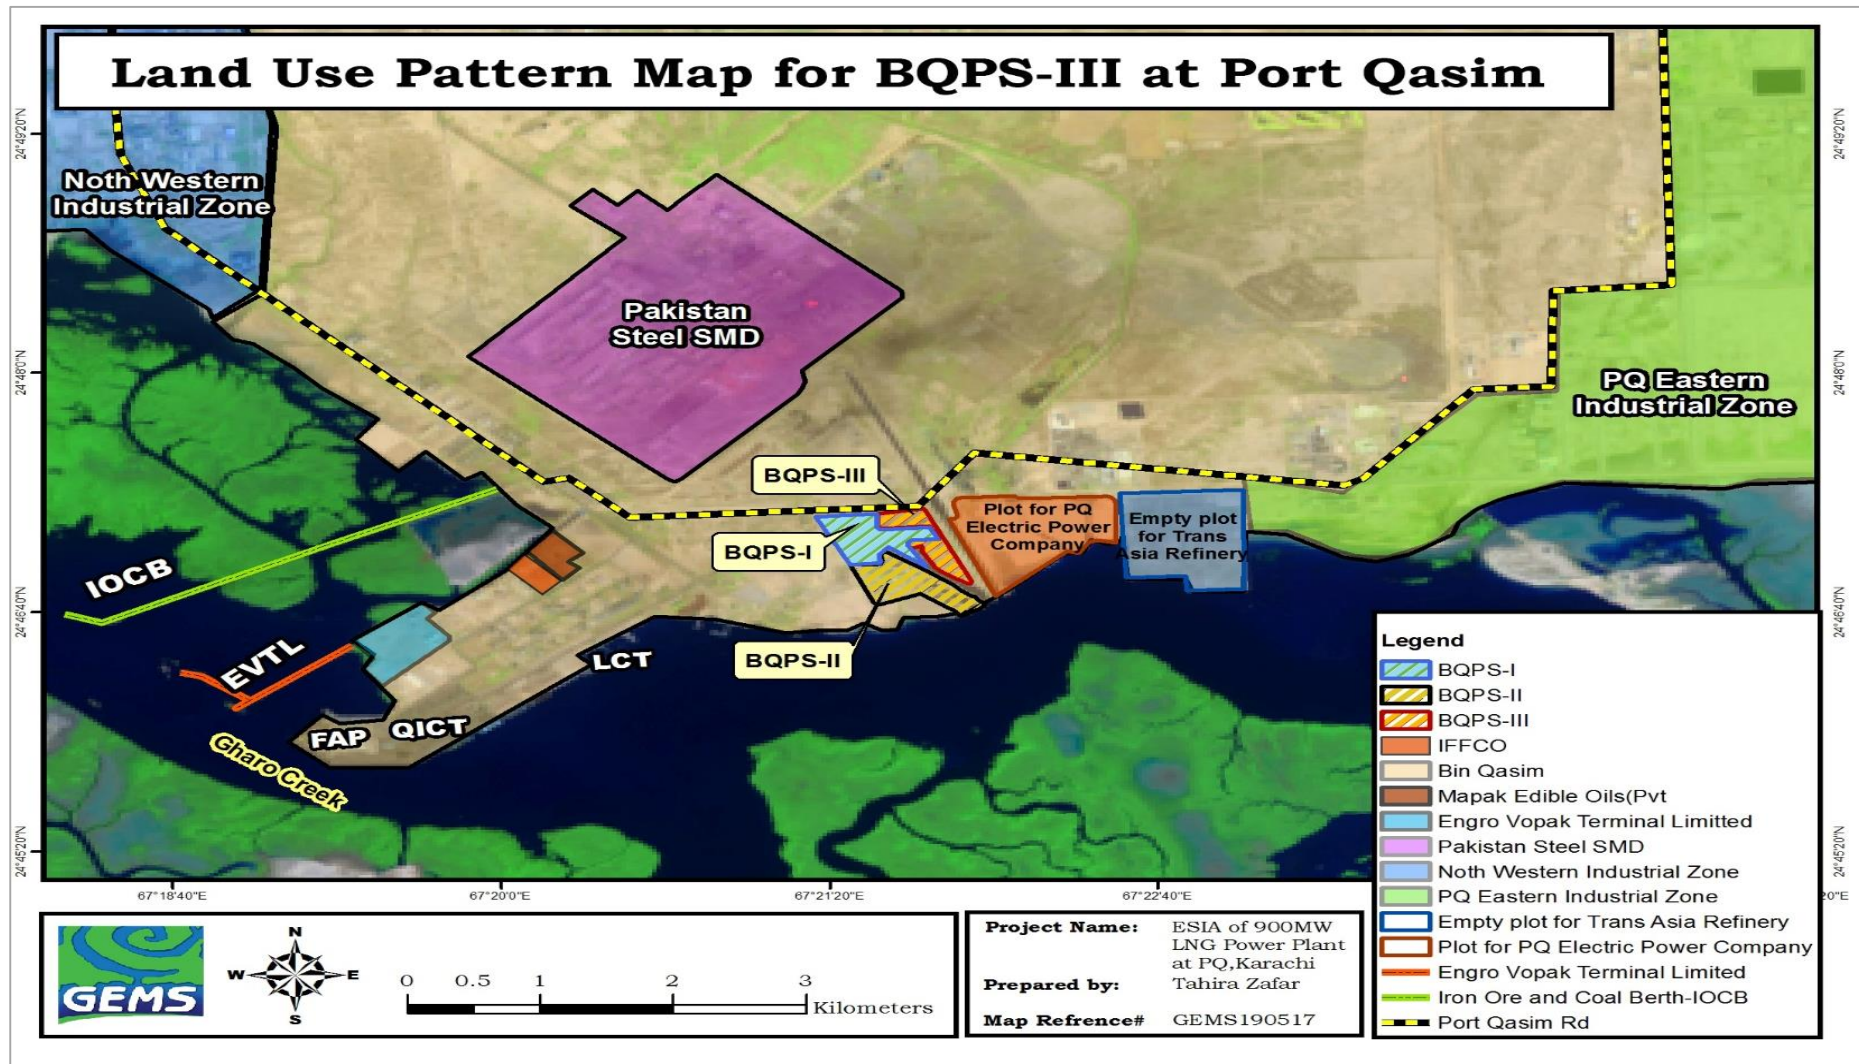 Land Use Pattern Map for BQPS-III at Port Qasim
24°49'20"N
24°49'20"N
Noth Western
Industrial Zone
Pakistan
Steel SMD
24°48'0"N
24°48'0"N
PQ Eastern
Industrial Zone
BQPS-III
Plot for PQ
Electric Power
Company
Empty plot
for Trans
Asia Refinery
BQPS-I
IOCB
24°46'40"N
24°46'40"N
EVTL
LCT
BQPS-II
FAP QICT
Gharo Creek
24°45'20"N
24°45'20"N
67°18'40"E
67°20'0"E
67°21'20"E
67°22'40"E
20"E
Legend
BQPS-I
BQPS-II
BQPS-III
IFFCO
Bin Qasim
Mapak Edible Oils(Pvt
Engro Vopak Terminal Limitted
Pakistan Steel SMD
Noth Western Industrial Zone
PQ Eastern Industrial Zone
Empty plot for Trans Asia Refinery
Plot for PQ Electric Power Company
Engro Vopak Terminal Limited
Iron Ore and Coal Berth-IOCB
Port Qasim Rd
GEMS
N
W E
S
0 0.5 1 2 3
Kilometers
Project Name: ESIA of 900MW
LNG Power Plant
at PQ,Karachi
Prepared by: Tahira Zafar
Map Refrence# GEMS190517